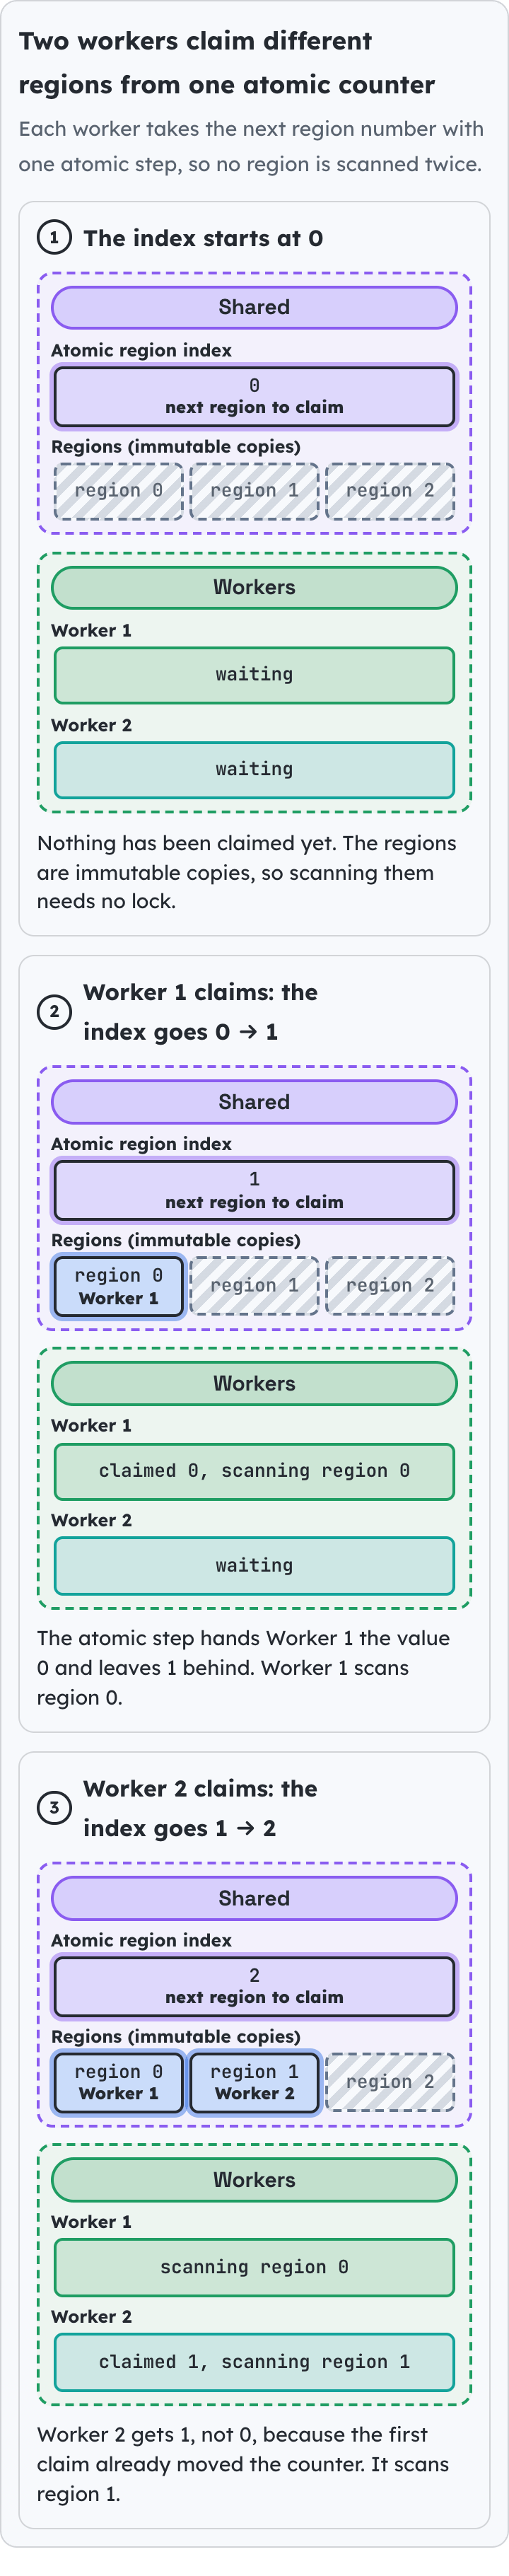 Two workers claim different
regions from one atomic counter
Each worker takes the next region number with
one atomic step, so no region is scanned twice.
1 The index starts at 0
Shared
Atomic region index
0
next region to claim
Regions (immutable copies)
region 0 region 1 region 2
Workers
Worker 1
waiting
Worker 2
waiting
Nothing has been claimed yet. The regions
are immutable copies, so scanning them
needs no lock.
2 Worker 1 claims: the
index goes 0 → 1
Shared
Atomic region index
1
next region to claim
Regions (immutable copies)
region 0 region 1 region 2
Worker 1
Workers
Worker 1
claimed 0, scanning region 0
Worker 2
waiting
The atomic step hands Worker 1 the value
0 and leaves 1 behind. Worker 1 scans
region 0.
3 Worker 2 claims: the
index goes 1 → 2
Shared
Atomic region index
2
next region to claim
Regions (immutable copies)
region 0 region 1 region 2
Worker 1 Worker 2
Workers
Worker 1
scanning region 0
Worker 2
claimed 1, scanning region 1
Worker 2 gets 1, not 0, because the first
claim already moved the counter. It scans
region 1.